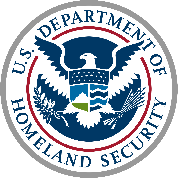 U.S. DEPARTMENT OF
HOMELAND SECURITY